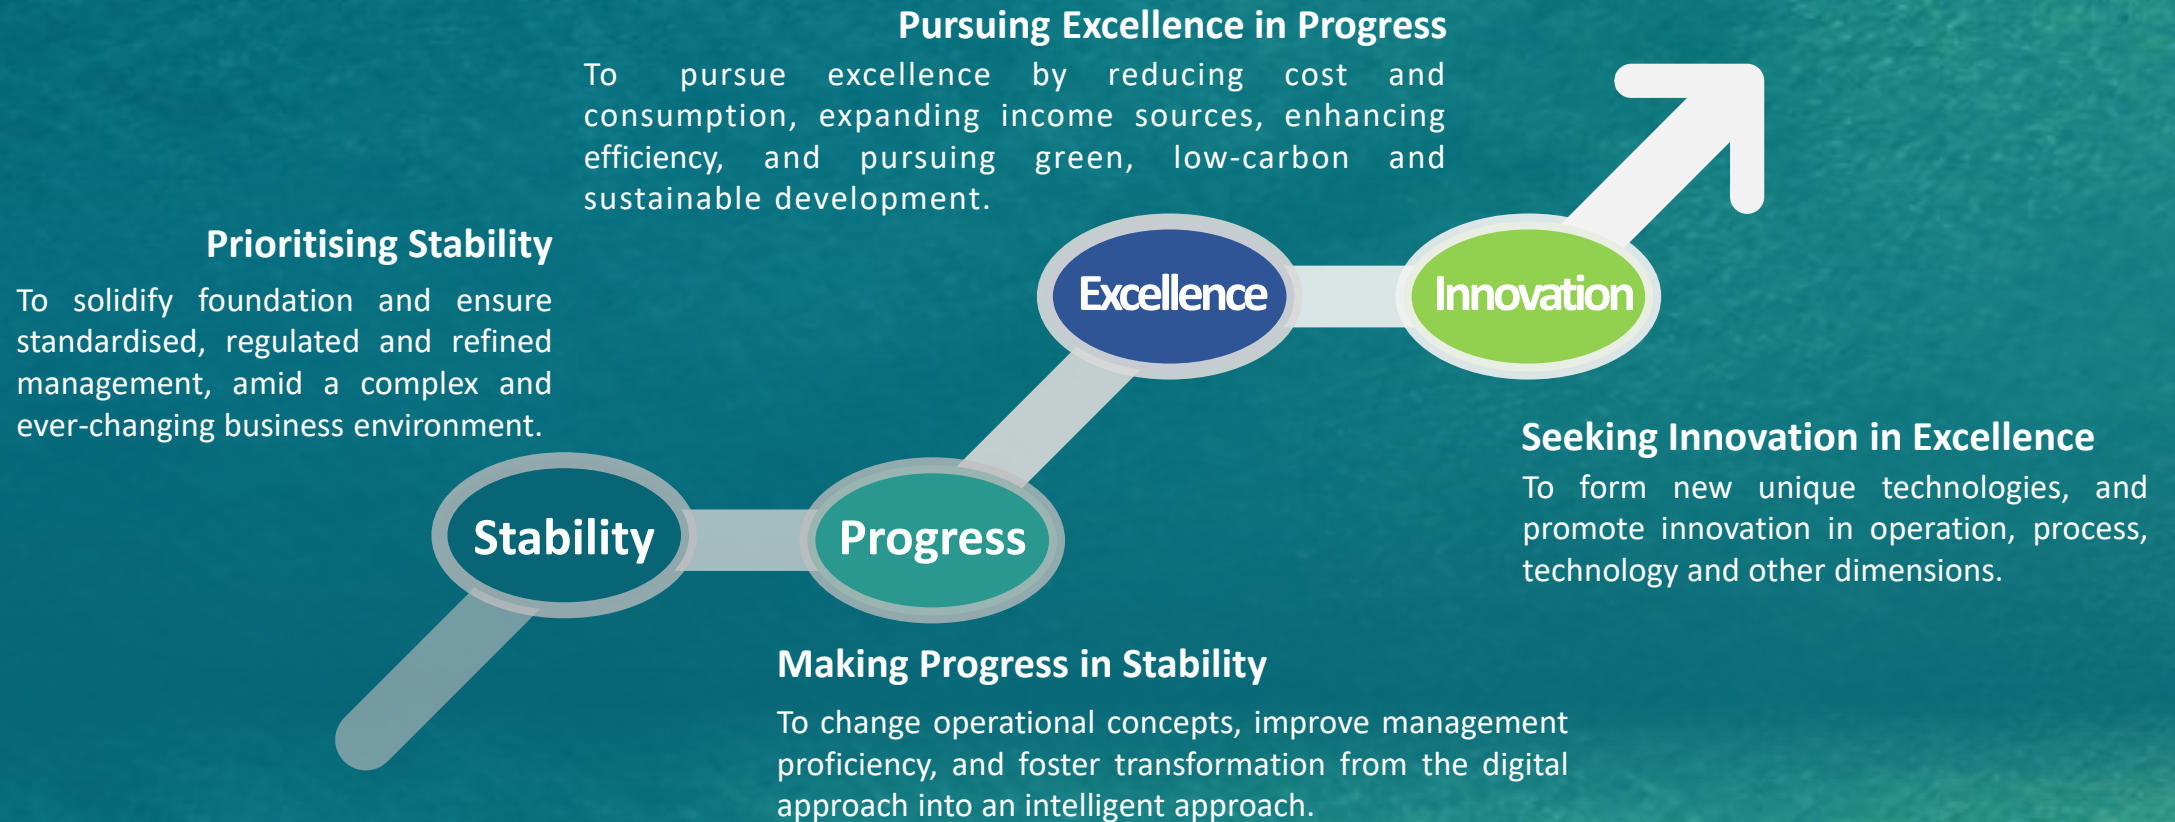 Pursuing Excellence in Progress
To pursue excellence by reducing cost and
consumption, expanding income sources, enhancing
efficiency, and pursuing green, low-carbon and
sustainable development.
Prioritising Stability
To solidify foundation and ensure
standardised, regulated and refined
management, amid a complex and
ever-changing business environment.
Excellence
Innovation
Stability
Progress
Seeking Innovation in Excellence
To form new unique technologies, and
promote innovation in operation, process,
technology and other dimensions.
Making Progress in Stability
To change operational concepts, improve management
proficiency, and foster transformation from the digital
approach into an intelligent approach.